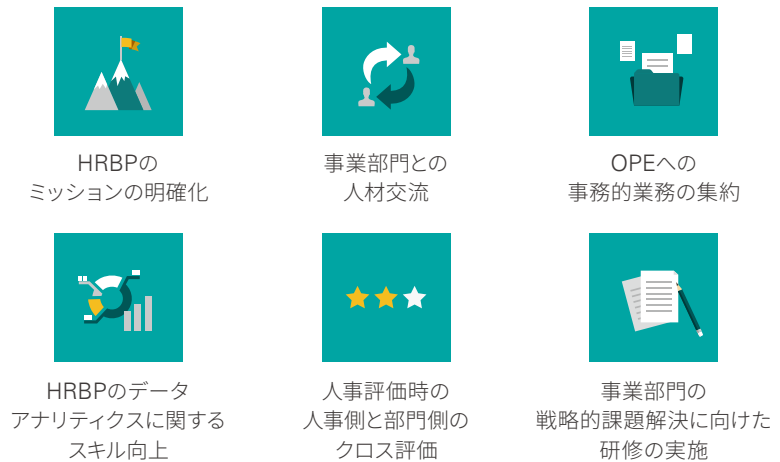 HRBPの
ミッションの明確化
事業部門との
人材交流
OPEへの
事務的業務の集約
HRBPのデータ
アナリティクスに関する
スキル向上
人事評価時の
人事側と部門側の
クロス評価
事業部門の
戦略的課題解決に向けた
研修の実施